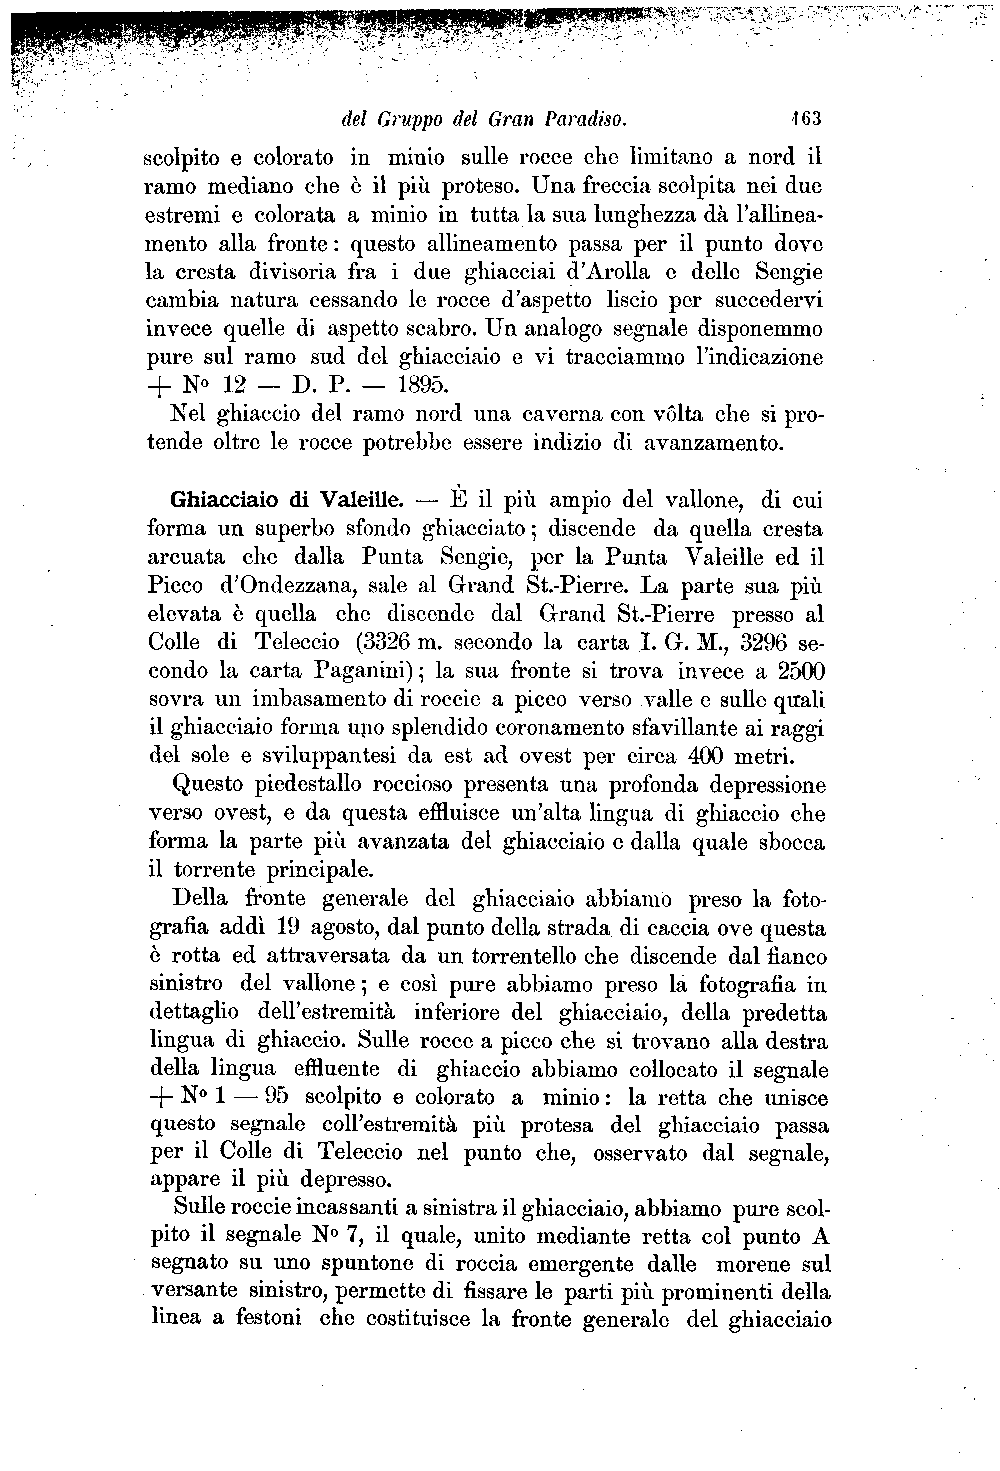 del Gruppo del Gran Paradiso. 163
scolpito e colorato in minio sulle rocce che limitano a nord il
ramo mediano che è il più proteso. Una freccia scolpita nei due
estremi e colorata a minio in tutta la sua lunghezza dà l'allinea-
mento alla fronte: questo allineamento passa per il punto dove
la cresta divisoria fra i due ghiacciai d'Arolla e delle Sengie
cambia natura cessando le rocce d'aspetto liscio per succedervi
invece quelle di aspetto scabro. Un analogo segnale disponemmo
pure sul ramo sud del ghiacciaio e vi tracciammo l'indicazione
+ Nº 12 — D. P. — 1895.
Nel ghiaccio del ramo nord una caverna con vôlta che si pro-
tende oltre le rocce potrebbe essere indizio di avanzamento.
Ghiacciaio di Valeille. — È il più ampio del vallone, di cui
forma un superbo sfondo ghiacciato; discende da quella cresta
arcuata che dalla Punta Sengie, per la Punta Valeille ed il
Picco d'Ondezzana, sale al Grand St.-Pierre. La parte sua più
elevata è quella che discende dal Grand St.-Pierre presso al
Colle di Teleccio (3326 m. secondo la carta I. G. M., 3296 se-
condo la carta Paganini); la sua fronte si trova invece a 2500
sovra un imbasamento di roccie a picco verso valle e sulle quali
il ghiacciaio forma uno splendido coronamento sfavillante ai raggi
del sole e sviluppantesi da est ad ovest per circa 400 metri.
Questo piedestallo roccioso presenta una profonda depressione
verso ovest, e da questa effluisce un'alta lingua di ghiaccio che
forma la parte più avanzata del ghiacciaio e dalla quale sbocca
il torrente principale.
Della fronte generale del ghiacciaio abbiamo preso la foto-
grafia addì 19 agosto, dal punto della strada di caccia ove questa
è rotta ed attraversata da un torrentello che discende dal fianco
sinistro del vallone; e così pure abbiamo preso la fotografia in
dettaglio dell'estremità inferiore del ghiacciaio, della predetta
lingua di ghiaccio. Sulle rocce a picco che si trovano alla destra
della lingua effluente di ghiaccio abbiamo collocato il segnale
+ Nº 1 — 95 scolpito e colorato a minio: la retta che unisce
questo segnale coll'estremità più protesa del ghiacciaio passa
per il Colle di Teleccio nel punto che, osservato dal segnale,
appare il più depresso.
Sulle roccie incassanti a sinistra il ghiacciaio, abbiamo pure scol-
pito il segnale Nº 7, il quale, unito mediante retta col punto A
segnato su uno spuntone di roccia emergente dalle morene sul
versante sinistro, permette di fissare le parti più prominenti della
linea a festoni che costituisce la fronte generale del ghiacciaio